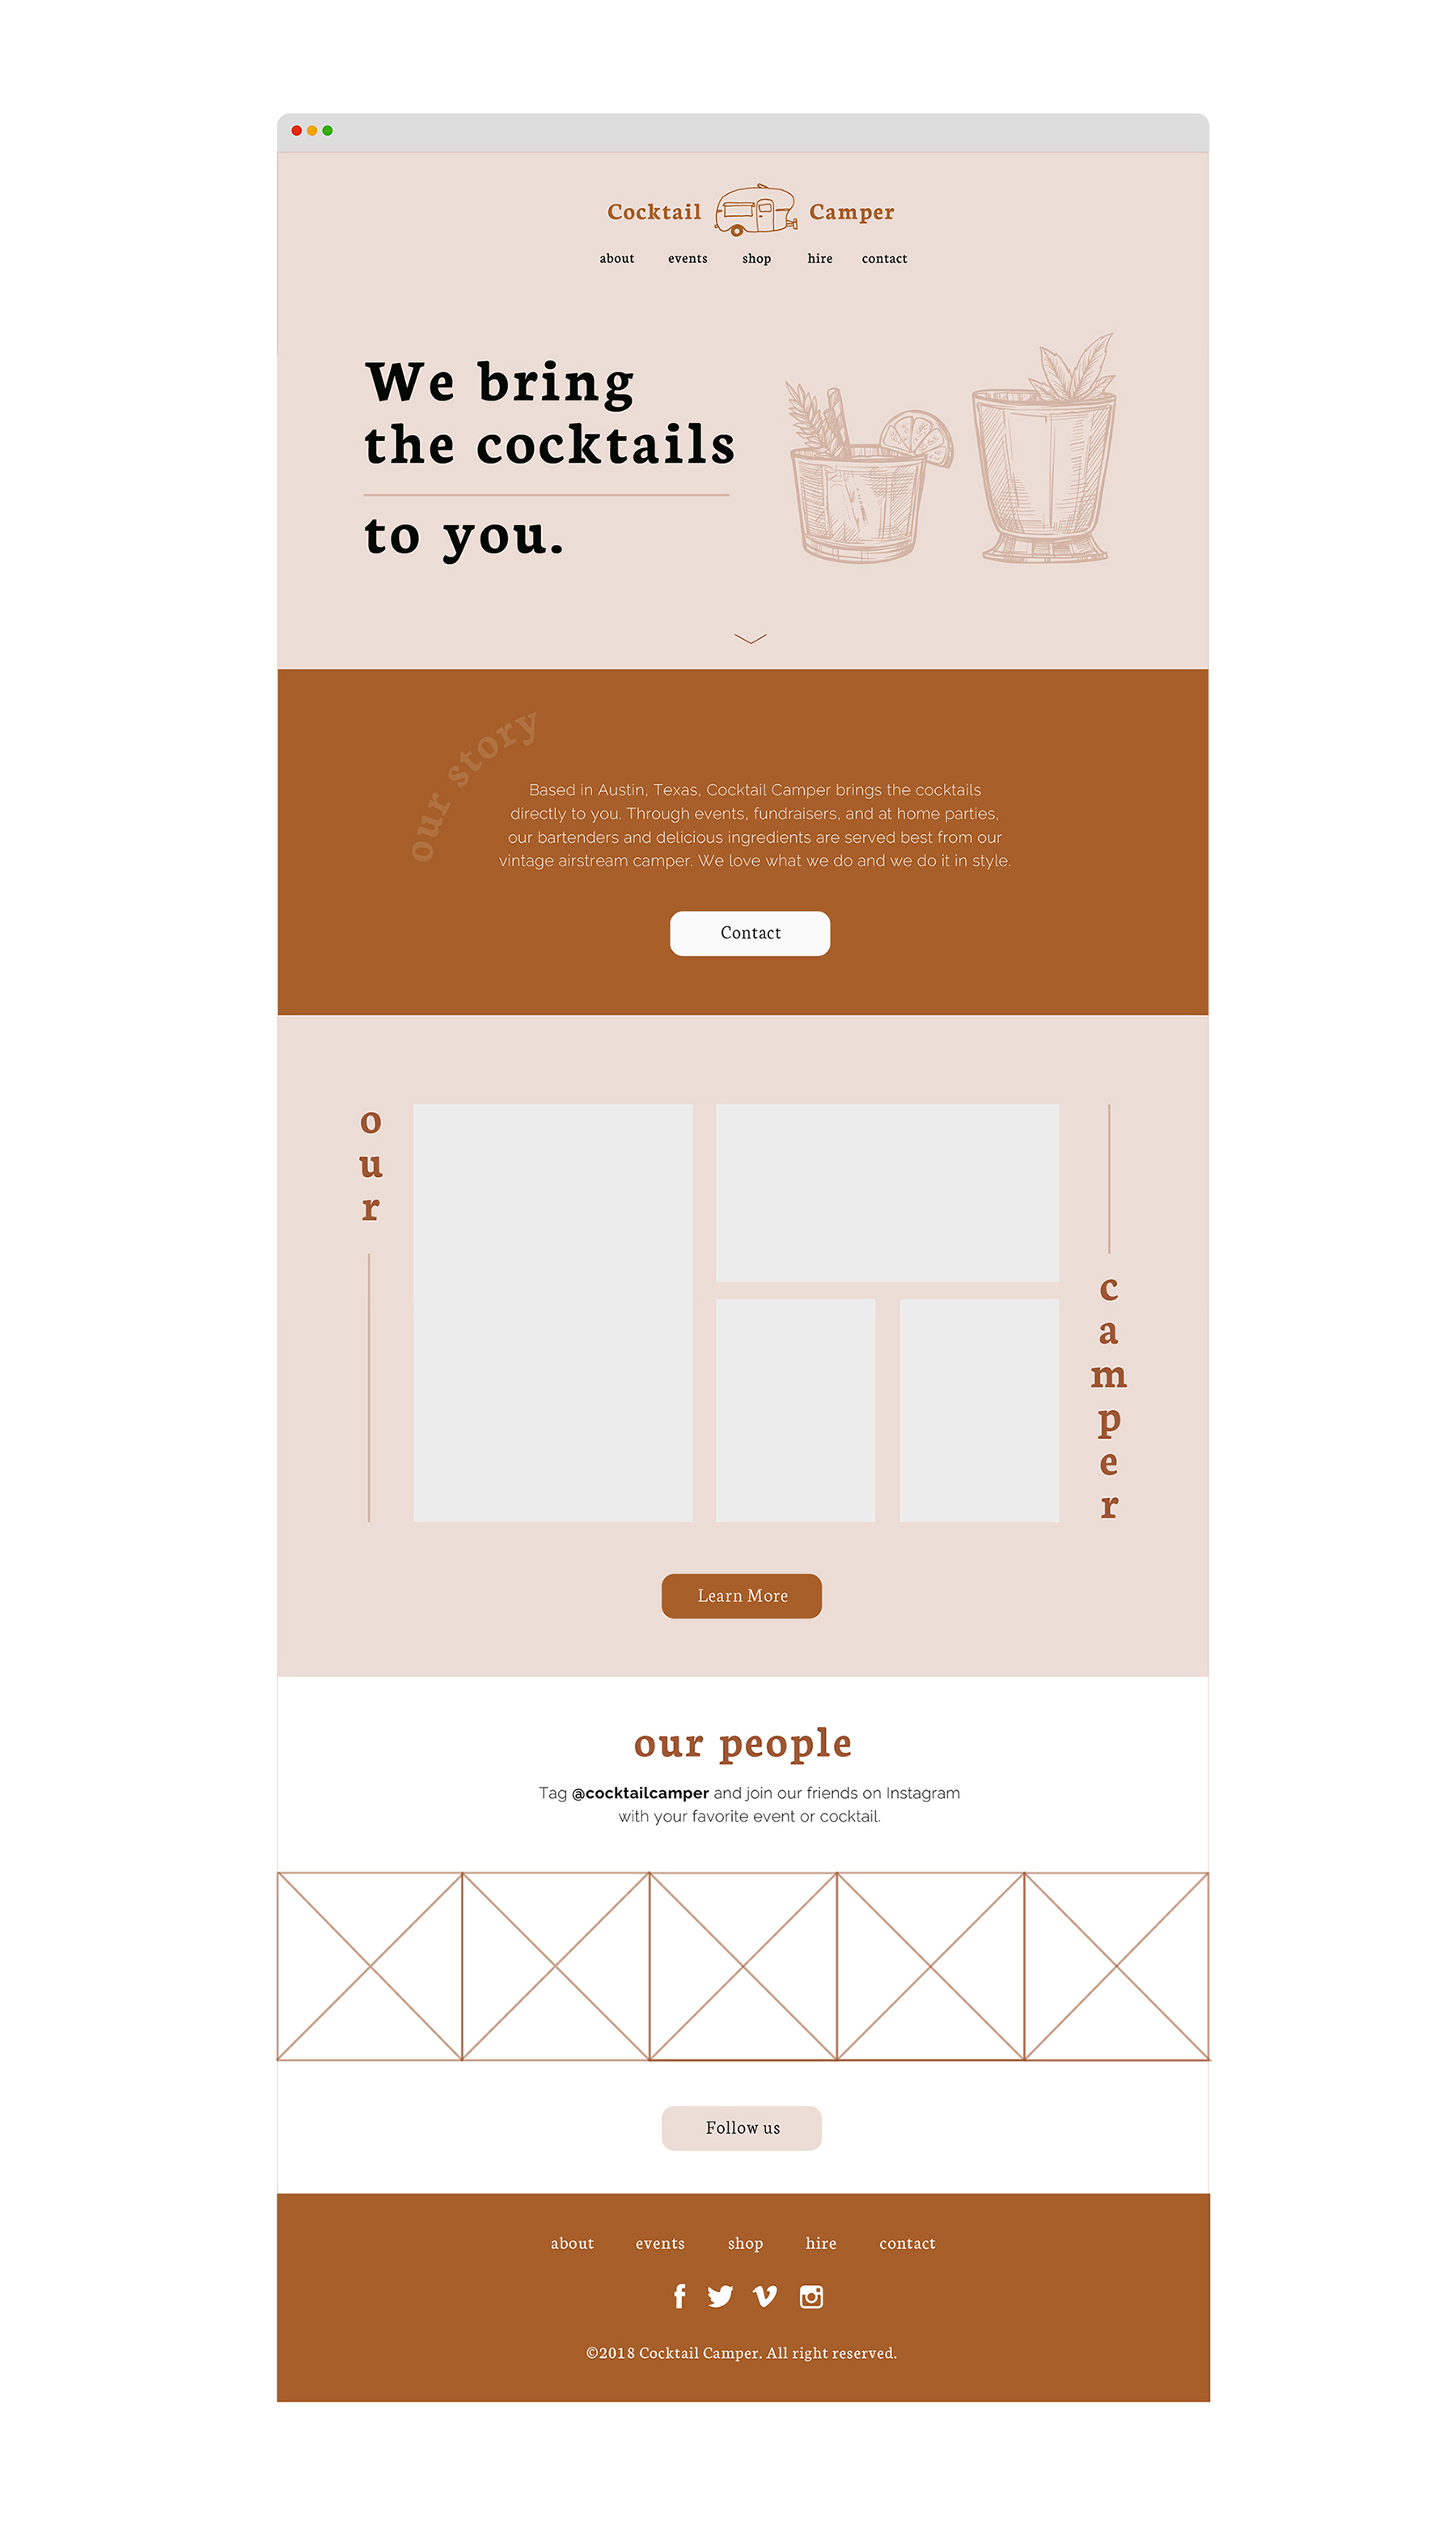 Cocktail Camper
about events shop hire contact
We bring
the cocktails
to you.
our story
Based in Austin, Texas, Cocktail Camper brings the cocktails
directly to you. Through events, fundraisers, and at home parties,
our bartenders and delicious ingredients are served best from our
vintage airstream camper. We love what we do and we do it in style.
Contact
our
camper
Learn More
our people
Tag @cocktailcamper and join our friends on Instagram
with your favorite event or cocktail.
Follow us
about events shop hire contact
©2018 Cocktail Camper. All right reserved.